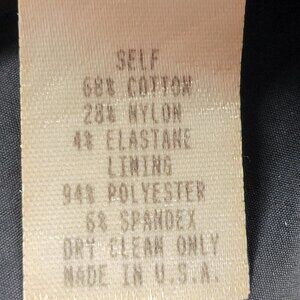 SELF
68% COTTON
28% NYLON
4% ELASTANE
LINING
94% POLYESTER
6% SPANDEX
DRY CLEAN ONLY
MADE IN U.S.A.